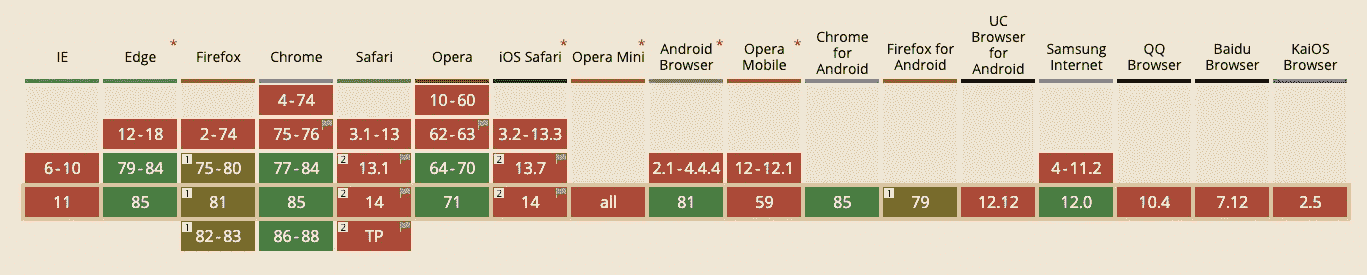 IE Edge * Firefox Chrome Safari Opera iOS Safari * Opera Mini * Android Browser * Opera Mobile * Chrome for Android Firefox for Android UC Browser for Android Samsung Internet QQ Browser Baidu Browser KaiOS Browser
4-74 10-60
12-18 2-74 75-76 3.1-13 62-63 3.2-13.3
6-10 79-84 1 75-80 77-84 2 13.1 64-70 2 13.7 2.1-4.4.4 12-12.1 4-11.2
11 85 1 81 85 2 14 71 2 14 all 81 59 85 1 79 12.12 12.0 10.4 7.12 2.5
1 82-83 86-88 2 TP